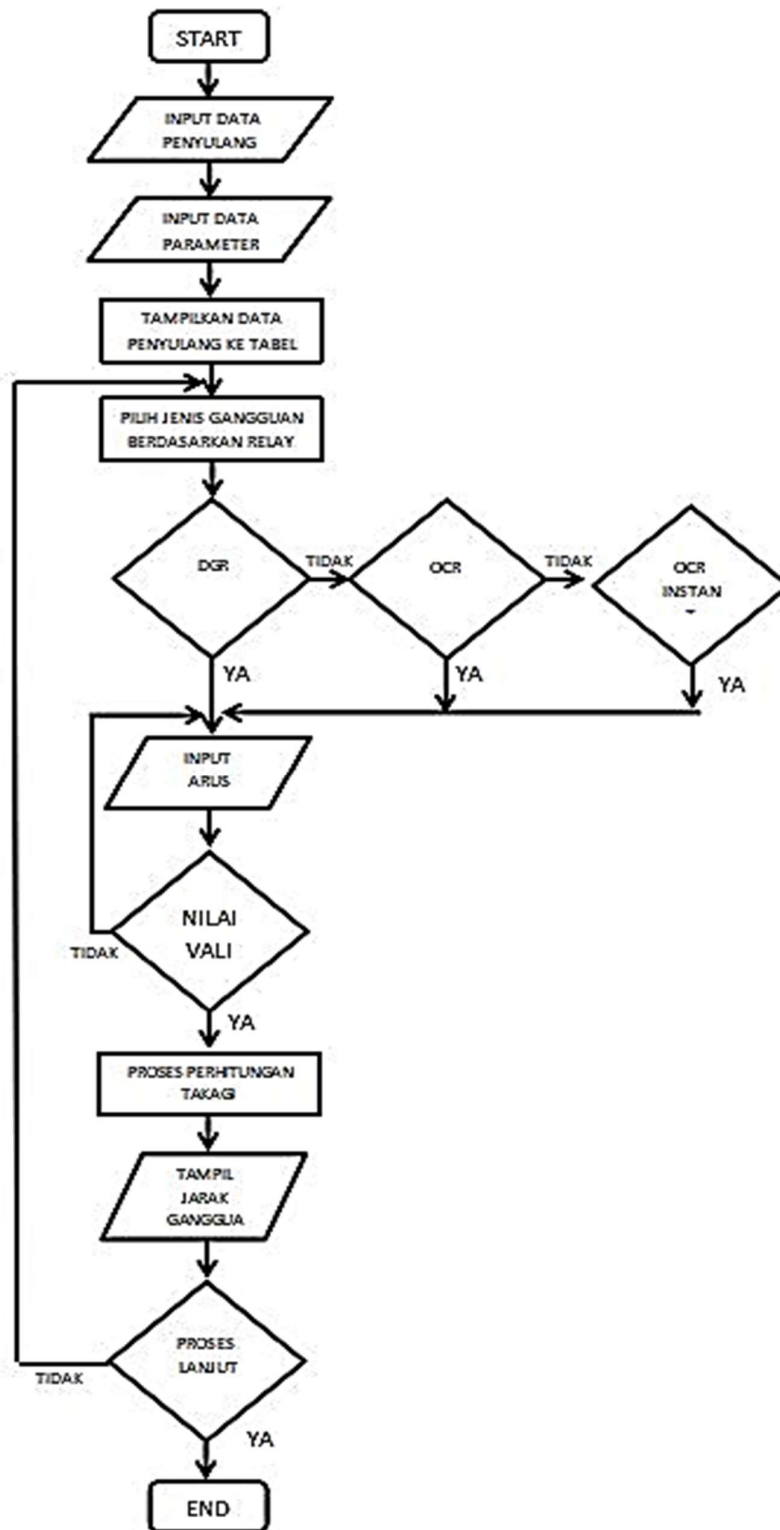 START
INPUT DATA
PENYULANG
INPUT DATA
PARAMETER
TAMPILKAN DATA
PENYULANG KE TABEL
PILIH JENIS GANGGUAN
BERDASARKAN RELAY
DGR
TIDAK
OCR
TIDAK
OCR
INSTAN
YA
YA
YA
INPUT
ARUS
NILAI
VALI
TIDAK
YA
PROSES PERHITUNGAN
TAKAGI
TAMPIL
JARAK
GANGGUA
PROSES
LANJUT
TIDAK
YA
END